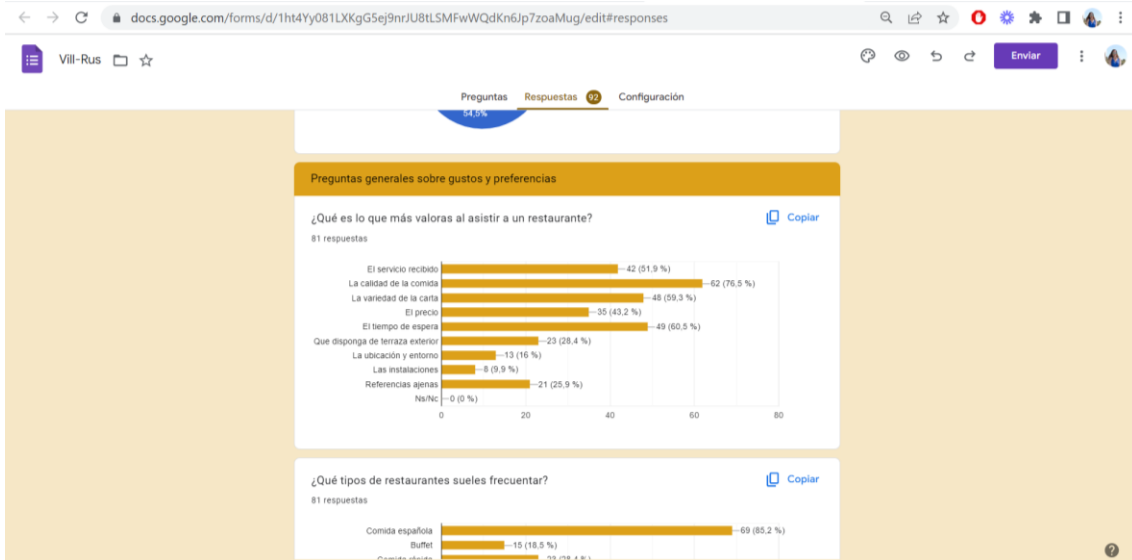 docs.google.com/forms/d/1ht4Yy081LXKgG5ej9nrJU8tLSMFwWQdKn6Jp7zoaMug/edit#responses
Vill-Rus
Enviar
Preguntas Respuestas 92 Configuración
54,5%
Preguntas generales sobre gustos y preferencias
¿Qué es lo que más valoras al asistir a un restaurante?
Copiar
81 respuestas
El servicio recibido 42 (51,9 %)
La calidad de la comida 62 (76,5 %)
La variedad de la carta 48 (59,3 %)
El precio 35 (43,2 %)
El tiempo de espera 49 (60,5 %)
Que disponga de terraza exterior 23 (28,4 %)
La ubicación y entorno 13 (16 %)
Las instalaciones 8 (9,9 %)
Referencias ajenas 21 (25,9 %)
Ns/Nc 0 (0 %)
0 20 40 60 80
¿Qué tipos de restaurantes sueles frecuentar?
Copiar
81 respuestas
Comida española 69 (85,2 %)
Buffet 15 (18,5 %)
Comida rápida 23 (28,4 %)